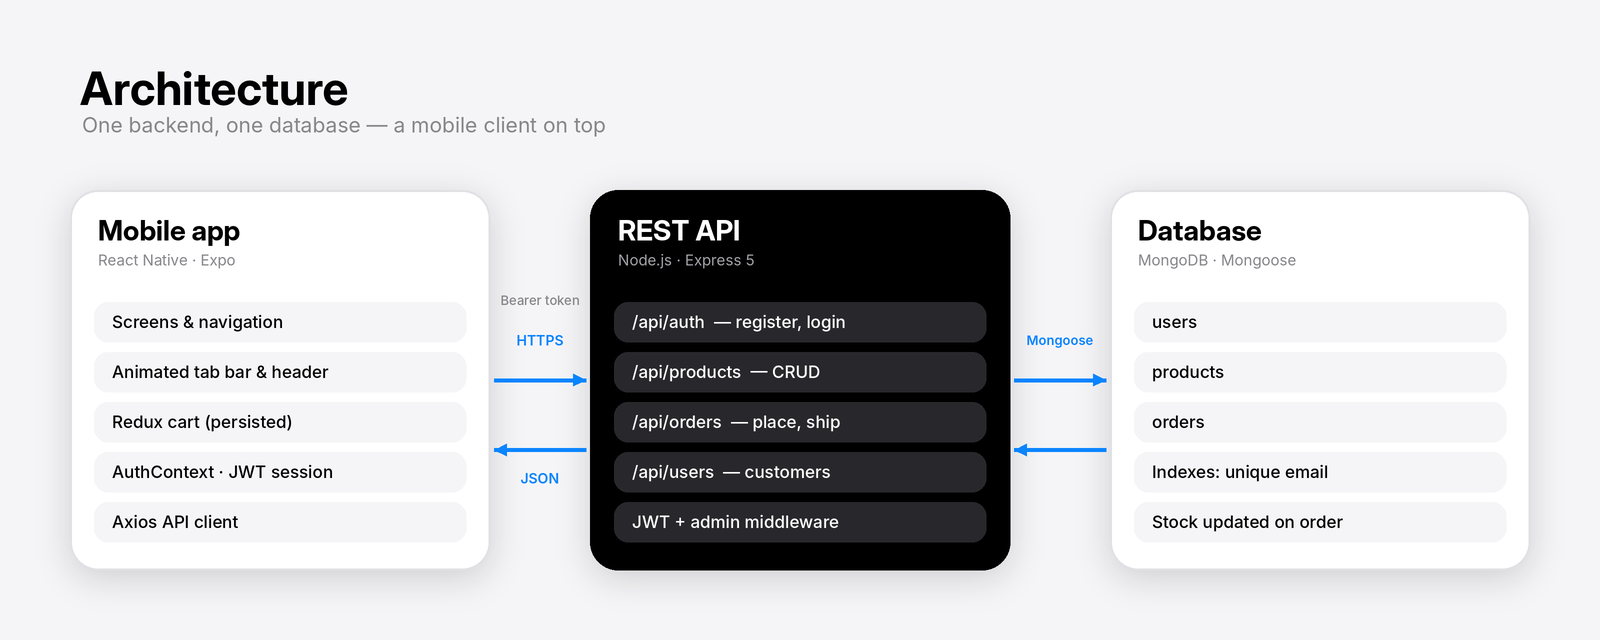 Architecture
One backend, one database — a mobile client on top
Mobile app
React Native · Expo
Screens & navigation
Animated tab bar & header
Redux cart (persisted)
AuthContext · JWT session
Axios API client
Bearer token
HTTPS
JSON
REST API
Node.js · Express 5
/api/auth — register, login
/api/products — CRUD
/api/orders — place, ship
/api/users — customers
JWT + admin middleware
Mongoose
Database
MongoDB · Mongoose
users
products
orders
Indexes: unique email
Stock updated on order